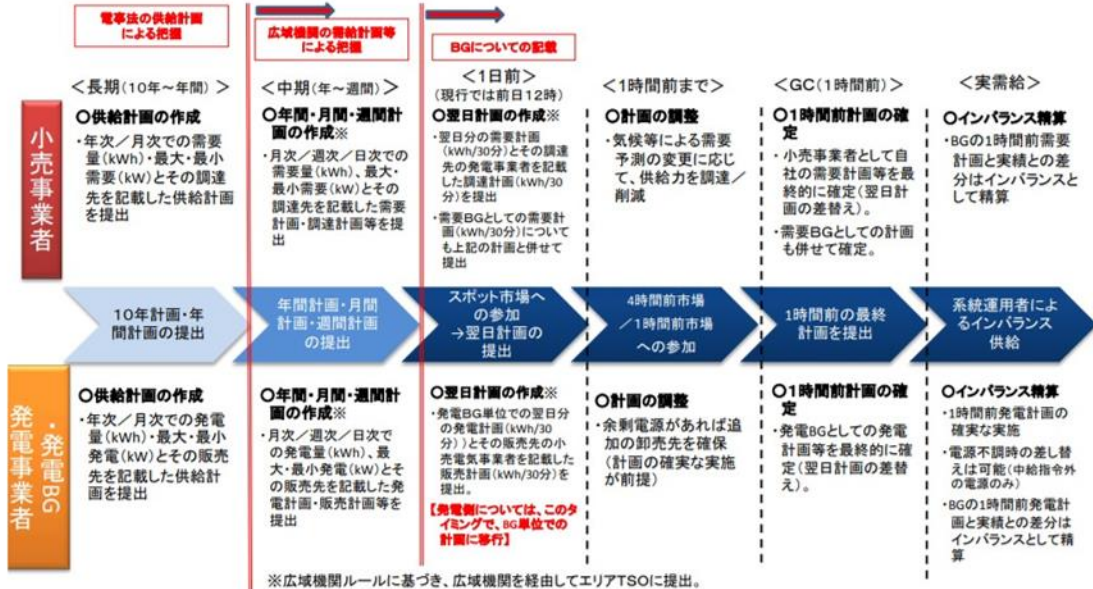 電事法の供給計画
による把握
広域機関の需給計画等
による把握
BGについての記載
＜長期（10年～年間）＞
＜中期（年～週間）＞
＜1日前＞
（現行では前日12時）
＜1時間前まで＞
＜GC（1時間前）＞
＜実需給＞
小売事業者
○供給計画の作成
・年次／月次での需要
量（kWh）・最大・最小
需要（kW）とその調達
先を記載した供給計画
を提出
○年間・月間・週間計
画の作成※
・月次／週次／日次での
需要量（kWh）、最大・
最小需要（kW）とその
調達先を記載した需要
計画・調達計画等を提
出
○翌日計画の作成※
・翌日分の需要計画
（kWh/30分）とその調達
先の発電事業者を記載
した調達計画（kWh/30
分）を提出
・需要BGとしての需要計
画（kWh/30分）について
も上記の計画と併せて
提出
○計画の調整
・気候等による需要
予測の変更に応じ
て、供給力を調達／
削減
○1時間前計画の確
定
・小売事業者として自
社の需要計画等を最
終的に確定（翌日計
画の差替え）。
・需要BGとしての計画
も併せて確定。
○インバランス精算
・BGの1時間前需要
計画と実績との差
分はインバランスとし
て精算
10年計画・年
間計画の提出
年間計画・月間
計画・週間計画
の提出
スポット市場へ
の参加
→翌日計画の
提出
4時間前市場
／1時間前市場
への参加
1時間前の最終
計画を提出
系統運用者によ
るインバランス
供給
発電事業者
・発電BG
○供給計画の作成
・年次／月次での発電
量（kWh）・最大・最小
発電（kW）とその販売
先を記載した供給計
画を提出
○年間・月間・週間計
画の作成※
・月次／週次／日次で
の発電量（kWh）、最
大・最小発電（kW）とそ
の販売先を記載した発
電計画・販売計画等を
提出
○翌日計画の作成※
・発電BG単位での翌日分
の発電計画（kWh/30
分））とその販売先の小
売電気事業者を記載した
販売計画（kWh/30分）を
提出。
【発電側については、このタ
イミングで、BG単位での
計画に移行】
○計画の調整
・余剰電源があれば追
加の卸売先を確保
（計画の確実な実施
が前提）
○1時間前計画の確
定
・発電BGとしての発電
計画等を最終的に確
定（翌日計画の差替
え）。
○インバランス精算
・1時間前発電計画の
確実な実施
・電源不調時の差し替
えは可能（中給指令外
の電源のみ）
・BGの1時間前発電計
画と実績との差分は
インバランスとして精
算
※広域機関ルールに基づき、広域機関を経由してエリアTSOに提出。